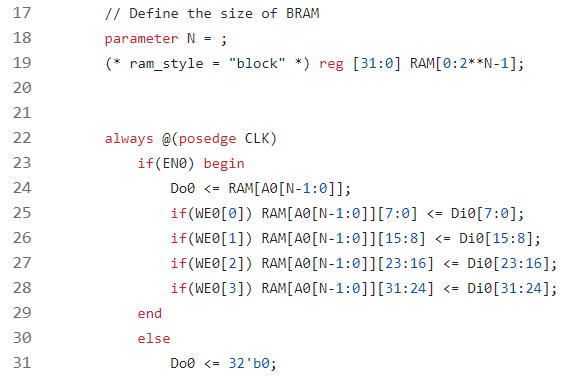 17 // Define the size of BRAM
18 parameter N = ;
19 (* ram_style = "block" *) reg [31:0] RAM[0:2**N-1];
20
21
22 always @(posedge CLK)
23 if(EN0) begin
24 Do0 <= RAM[A0[N-1:0]];
25 if(WE0[0]) RAM[A0[N-1:0]][7:0] <= Di0[7:0];
26 if(WE0[1]) RAM[A0[N-1:0]][15:8] <= Di0[15:8];
27 if(WE0[2]) RAM[A0[N-1:0]][23:16] <= Di0[23:16];
28 if(WE0[3]) RAM[A0[N-1:0]][31:24] <= Di0[31:24];
29 end
30 else
31 Do0 <= 32'b0;